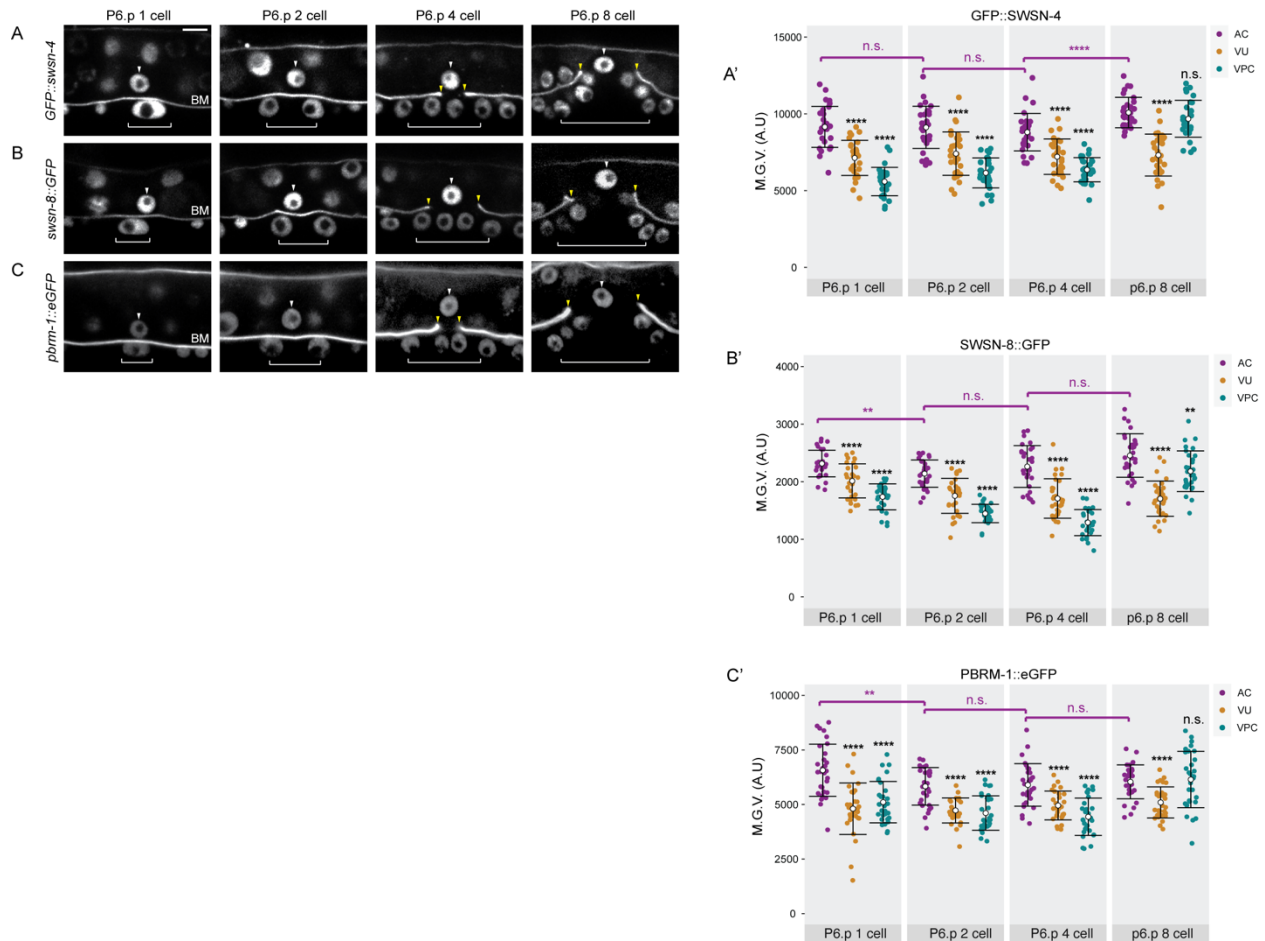 P6.p 1 cell P6.p 2 cell P6.p 4 cell P6.p 8 cell
A
GFP::swsn-4
BM
B
swsn-8::GFP
BM
C
pbrm-1::eGFP
BM
GFP::SWSN-4
A'
M.G.V. (A.U)
15000
10000
5000
0
n.s. n.s. **** n.s.
**** **** **** **** **** **** ****
P6.p 1 cell P6.p 2 cell P6.p 4 cell p6.p 8 cell
AC
VU
VPC
SWSN-8::GFP
B'
M.G.V. (A.U)
4000
3000
2000
1000
0
** n.s. n.s. **
**** **** **** **** **** **** ****
P6.p 1 cell P6.p 2 cell P6.p 4 cell p6.p 8 cell
AC
VU
VPC
PBRM-1::eGFP
C'
M.G.V. (A.U)
10000
7500
5000
2500
0
** n.s. n.s. n.s.
**** **** **** **** **** **** ****
P6.p 1 cell P6.p 2 cell P6.p 4 cell p6.p 8 cell
AC
VU
VPC